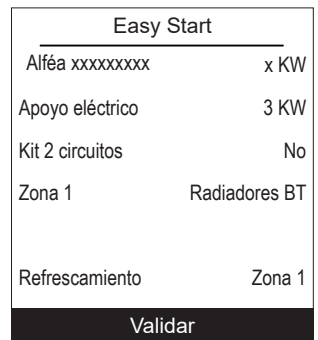 Easy Start
Alféa xxxxxxxxx x KW
Apoyo eléctrico 3 KW
Kit 2 circuitos No
Zona 1 Radiadores BT
Refrescamiento Zona 1
Validar